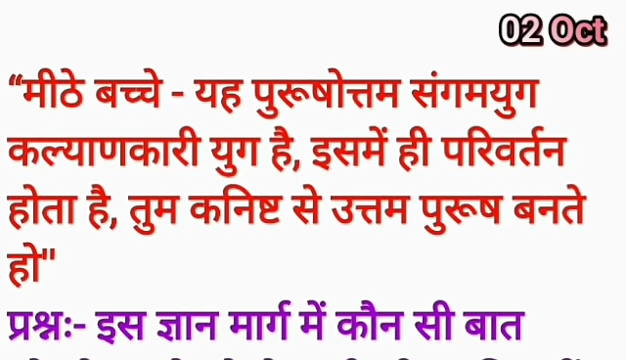 02 Oct
“मीठे बच्चे - यह पुरूषोत्तम संगमयुग
कल्याणकारी युग है, इसमें ही परिवर्तन
होता है, तुम कनिष्ट से उत्तम पुरूष बनते
हो"
प्रश्नः- इस ज्ञान मार्ग में कौन सी बात